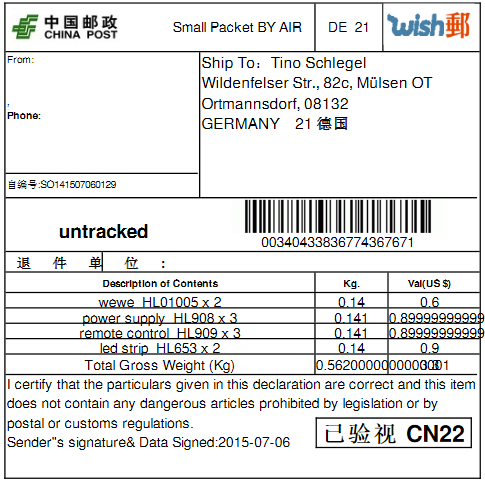 中国邮政
CHINA POST
Small Packet BY AIR
DE 21
wish邮
From:
,
Phone:
自编号:SO141507060129
Ship To: Tino Schlegel
Wildenfelser Str., 82c, Mülsen OT
Ortmannsdorf, 08132
GERMANY 21 德国
untracked
00340433836774367671
退 件 单 位 :
Description of Contents Kg. Val(US $)
wewe HL01005 x 2 0.14 0.6
power supply HL908 x 3 0.141 0.89999999999
remote control HL909 x 3 0.141 0.89999999999
led strip HL653 x 2 0.14 0.9
Total Gross Weight (Kg) 0.5620000000000001 3.3
I certify that the particulars given in this declaration are correct and this item
does not contain any dangerous articles prohibited by legislation or by
postal or customs regulations.
Sender"s signature& Data Signed:2015-07-06
已验视 CN22